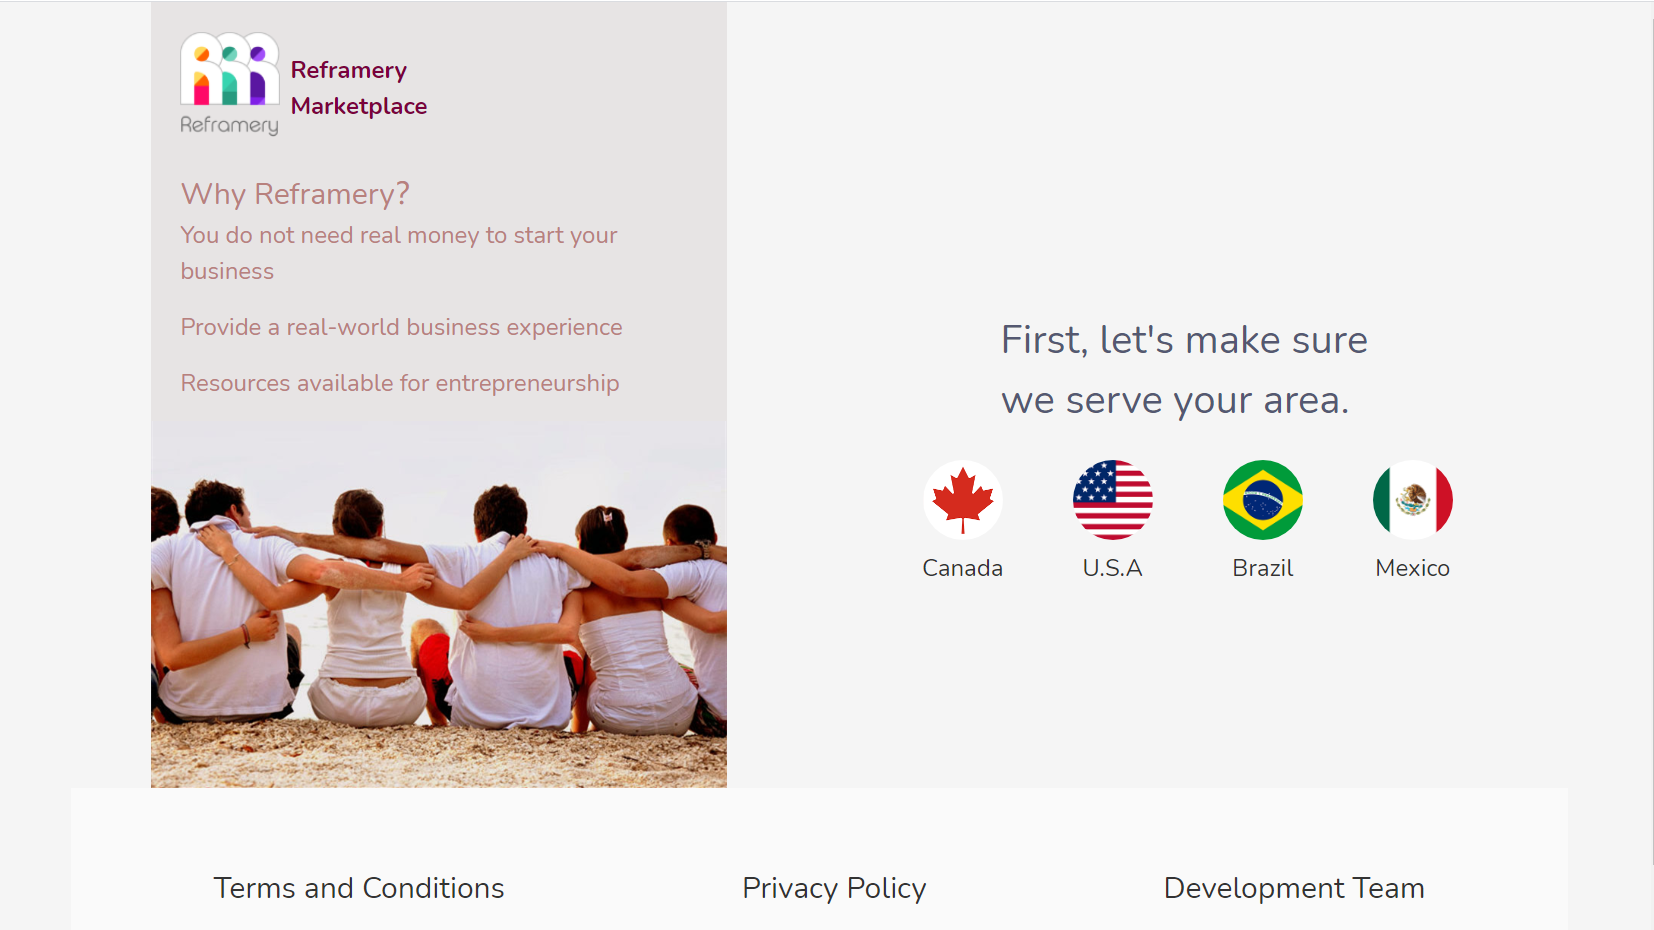 Reframery
Marketplace
Reframery
Why Reframery?
You do not need real money to start your
business
Provide a real-world business experience
Resources available for entrepreneurship
First, let's make sure
we serve your area.
Canada
U.S.A
Brazil
Mexico
Terms and Conditions
Privacy Policy
Development Team